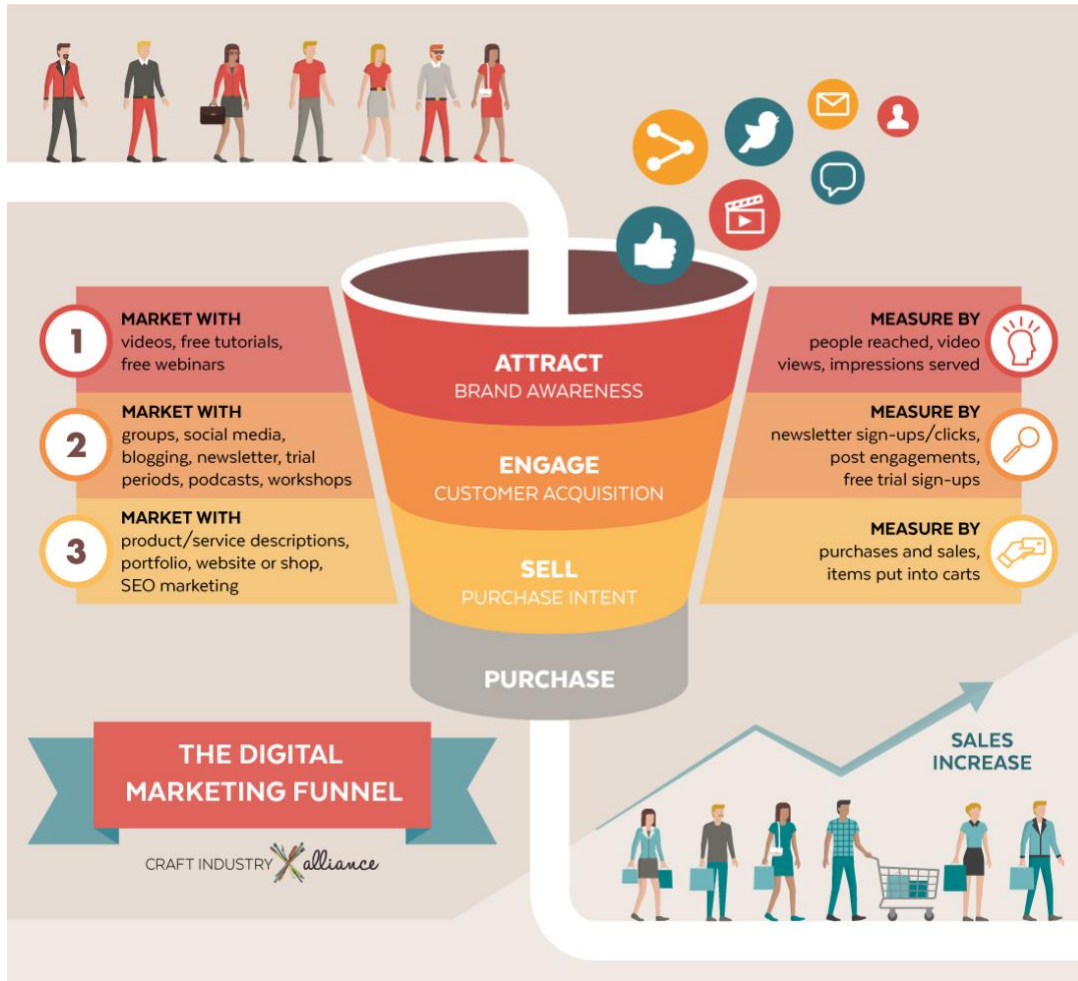 1
MARKET WITH
videos, free tutorials,
free webinars
ATTRACT
BRAND AWARENESS
MEASURE BY
people reached, video
views, impressions served
2
MARKET WITH
groups, social media,
blogging, newsletter, trial
periods, podcasts, workshops
ENGAGE
CUSTOMER ACQUISITION
MEASURE BY
newsletter sign-ups/clicks,
post engagements,
free trial sign-ups
3
MARKET WITH
product/service descriptions,
portfolio, website or shop,
SEO marketing
SELL
PURCHASE INTENT
MEASURE BY
purchases and sales,
items put into carts
PURCHASE
THE DIGITAL
MARKETING FUNNEL
CRAFT INDUSTRY alliance
SALES
INCREASE